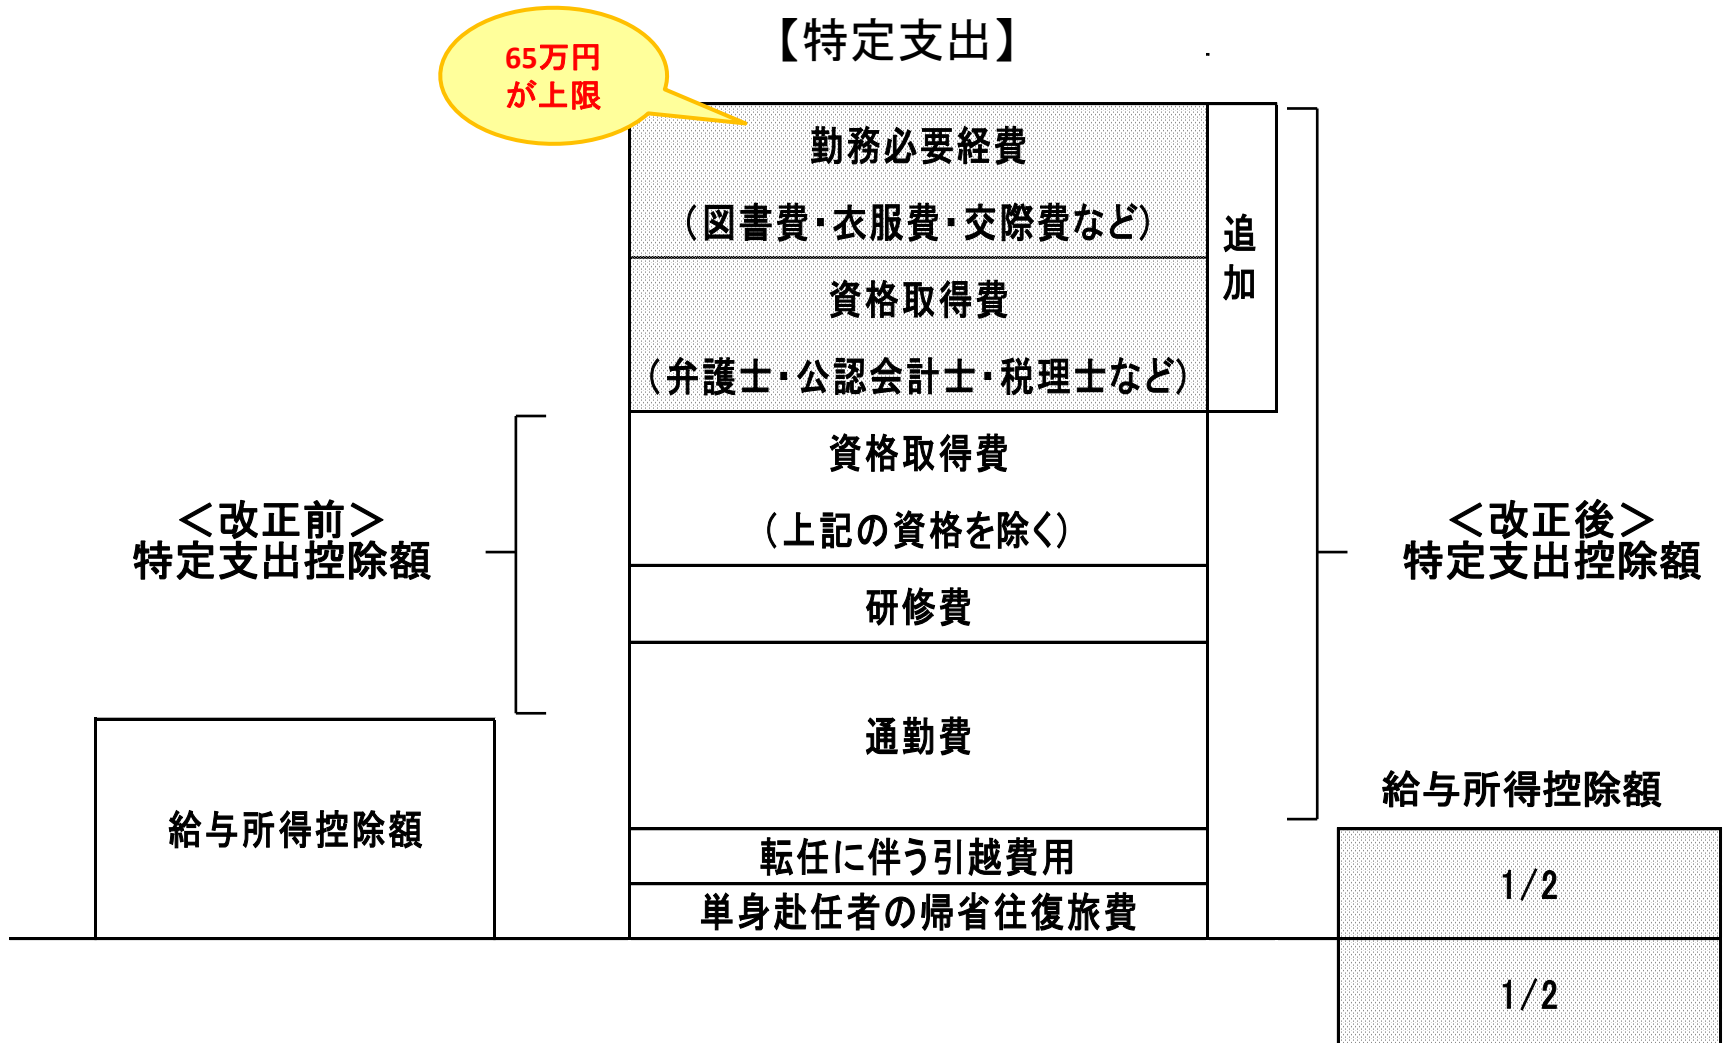 【特定支出】
65万円
が上限
勤務必要経費
(図書費・衣服費・交際費など)
資格取得費
(弁護士・公認会計士・税理士など)
追
加
資格取得費
(上記の資格を除く)
研修費
通勤費
転任に伴う引越費用
単身赴任者の帰省往復旅費
＜改正前＞
特定支出控除額
給与所得控除額
＜改正後＞
特定支出控除額
給与所得控除額
1/2
1/2